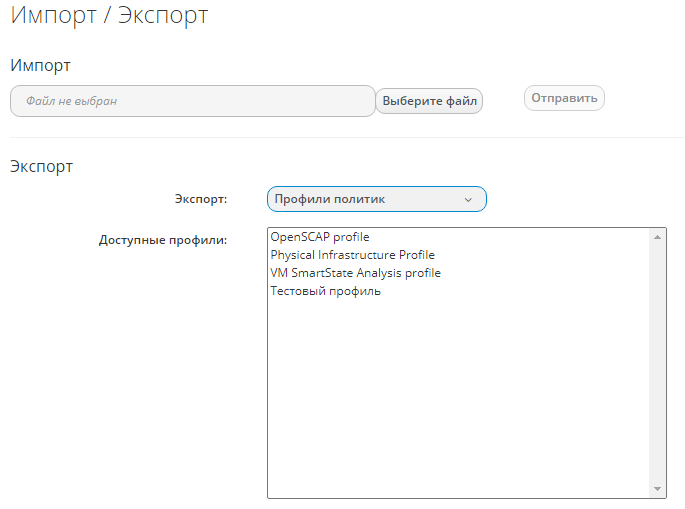 Импорт / Экспорт
Импорт
Файл не выбран
Выберите файл
Отправить
Экспорт
Экспорт:
Профили политик
Доступные профили:
OpenSCAP profile
Physical Infrastructure Profile
VM SmartState Analysis profile
Тестовый профиль